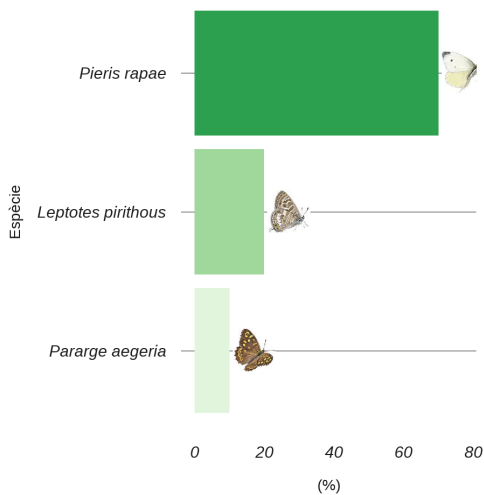 Pieris rapae
Leptotes pirithous
Pararge aegeria
Espècie
0 20 40 60 80
(%)